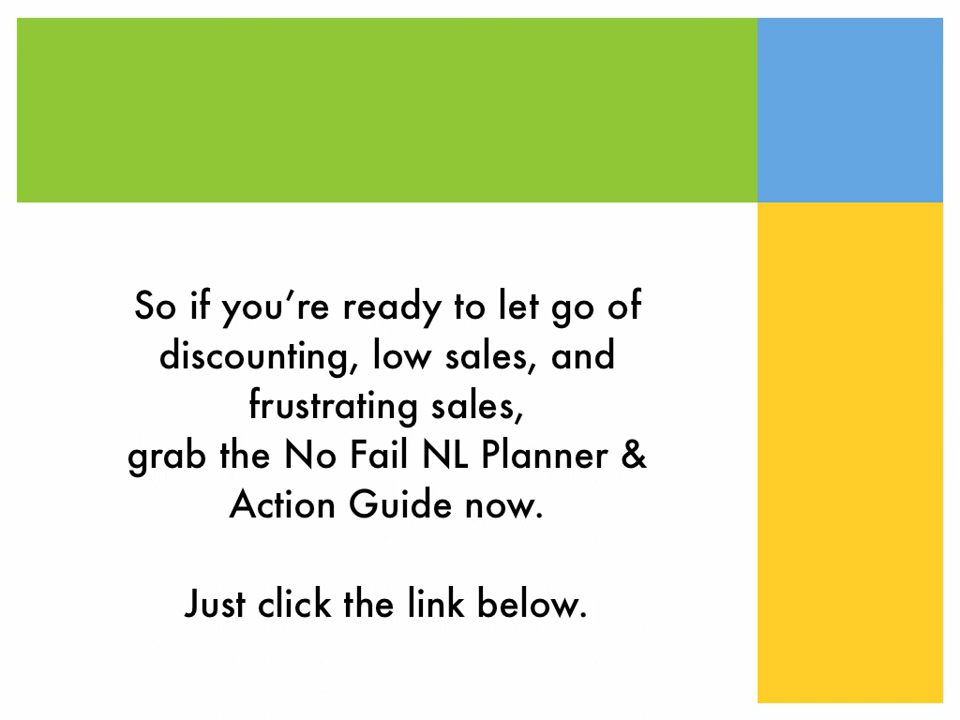 So if you’re ready to let go of
discounting, low sales, and
frustrating sales,
grab the No Fail NL Planner &
Action Guide now.
Just click the link below.